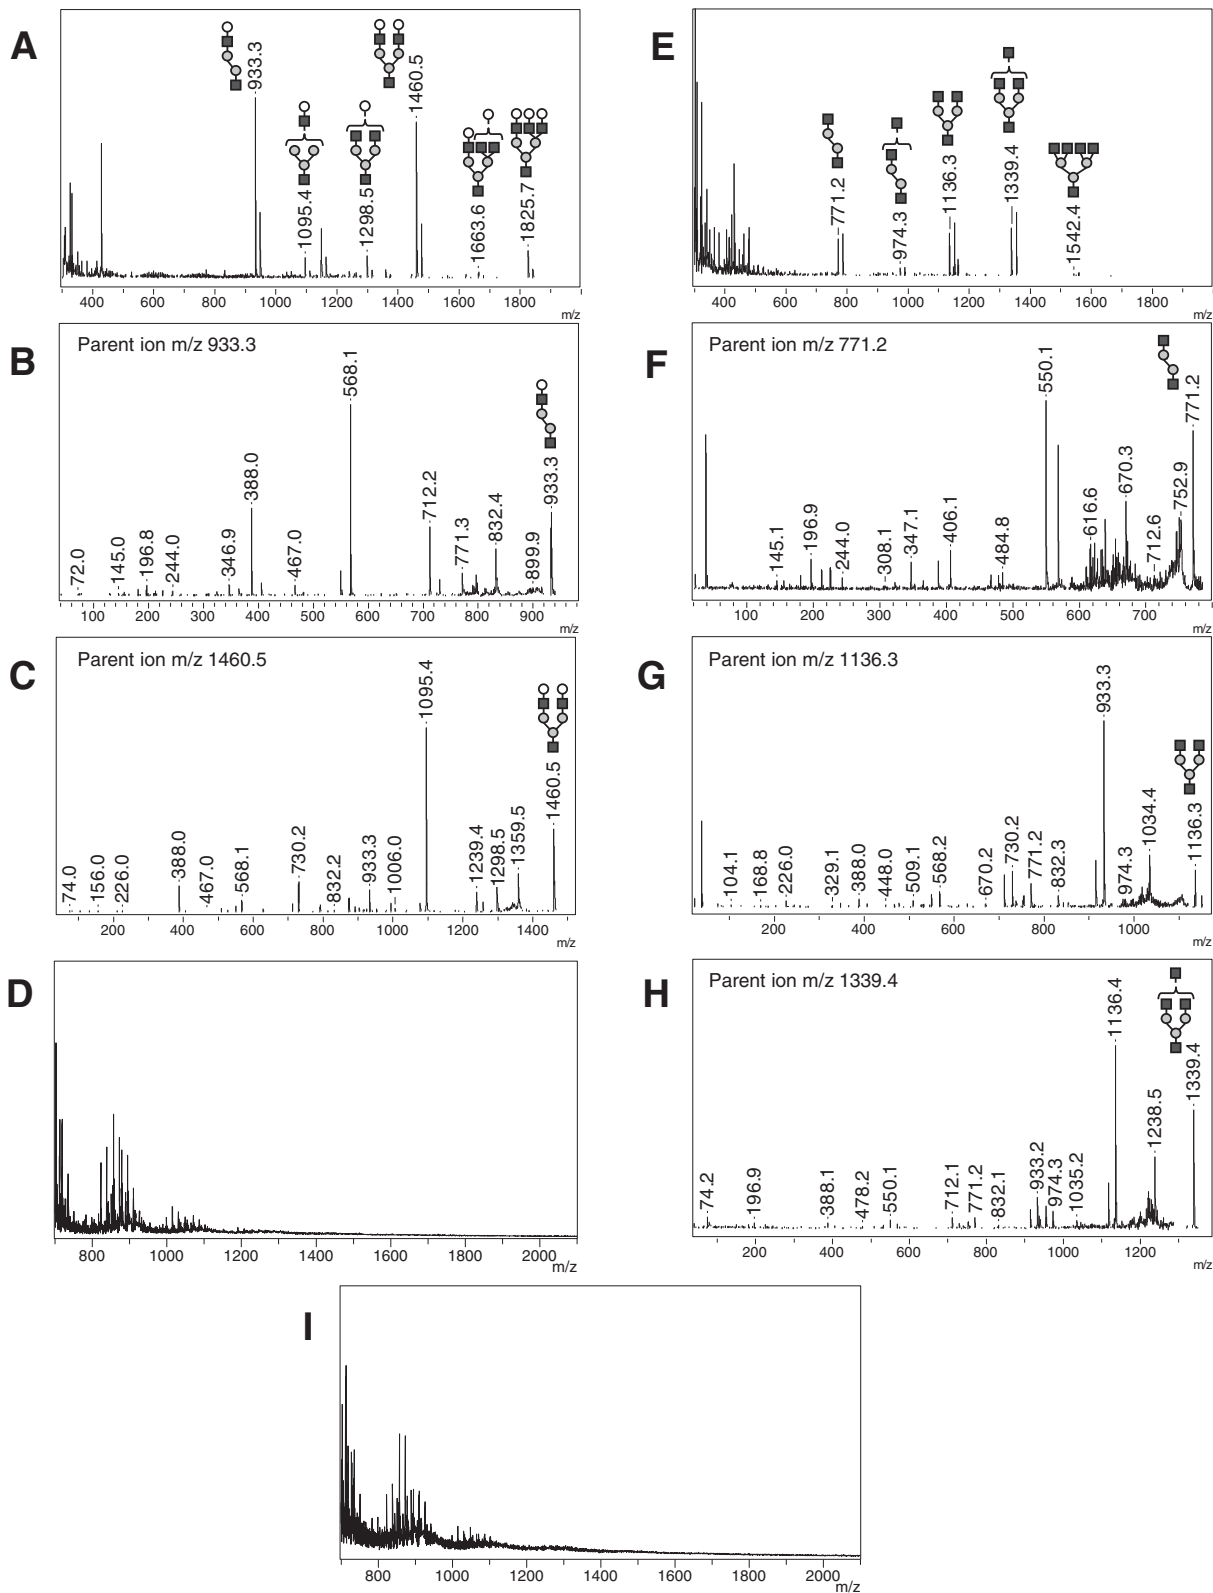 A
933.3
1095.4
1298.5
1460.5
1663.6
1825.7
400 600 800 1000 1200 1400 1600 1800
m/z
E
771.2
974.3
1136.3
1339.4
1542.4
400 600 800 1000 1200 1400 1600 1800
m/z
B
Parent ion m/z 933.3
72.0
145.0
196.8
244.0
346.9
388.0
467.0
568.1
712.2
771.3
832.4
899.9
933.3
100 200 300 400 500 600 700 800 900
m/z
F
Parent ion m/z 771.2
145.1
196.9
244.0
308.1
347.1
406.1
484.8
550.1
616.6
670.3
712.6
752.9
771.2
100 200 300 400 500 600 700
m/z
C
Parent ion m/z 1460.5
74.0
156.0
226.0
388.0
467.0
568.1
730.2
832.2
933.3
1006.0
1095.4
1239.4
1298.5
1359.5
1460.5
200 400 600 800 1000 1200 1400
m/z
G
Parent ion m/z 1136.3
104.1
168.8
226.0
329.1
388.0
448.0
509.1
568.2
670.2
730.2
771.2
832.3
933.3
974.3
1034.4
1136.3
200 400 600 800 1000
m/z
D
800 1000 1200 1400 1600 1800 2000
m/z
H
Parent ion m/z 1339.4
74.2
196.9
388.1
478.2
550.1
712.1
771.2
832.1
933.2
974.3
1035.2
1136.4
1238.5
1339.4
200 400 600 800 1000 1200
m/z
I
800 1000 1200 1400 1600 1800 2000
m/z